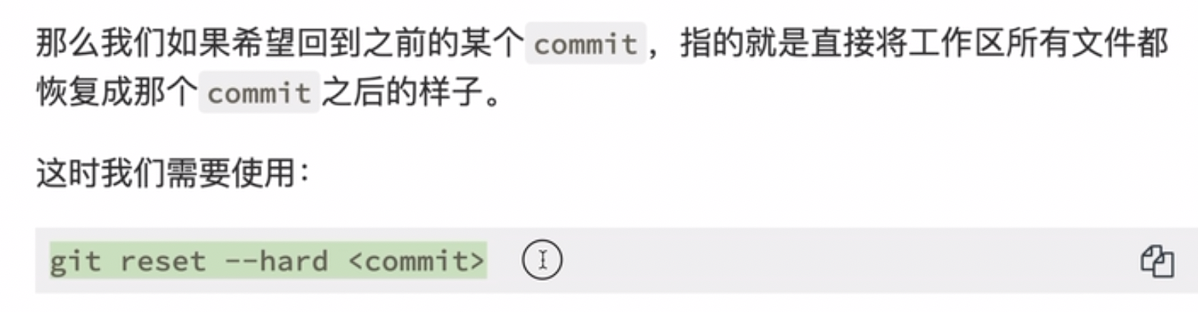 那么我们如果希望回到之前的某个 commit，指的就是直接将工作区所有文件都
恢复成那个 commit 之后的样子。
这时我们需要使用：
git reset --hard <commit>